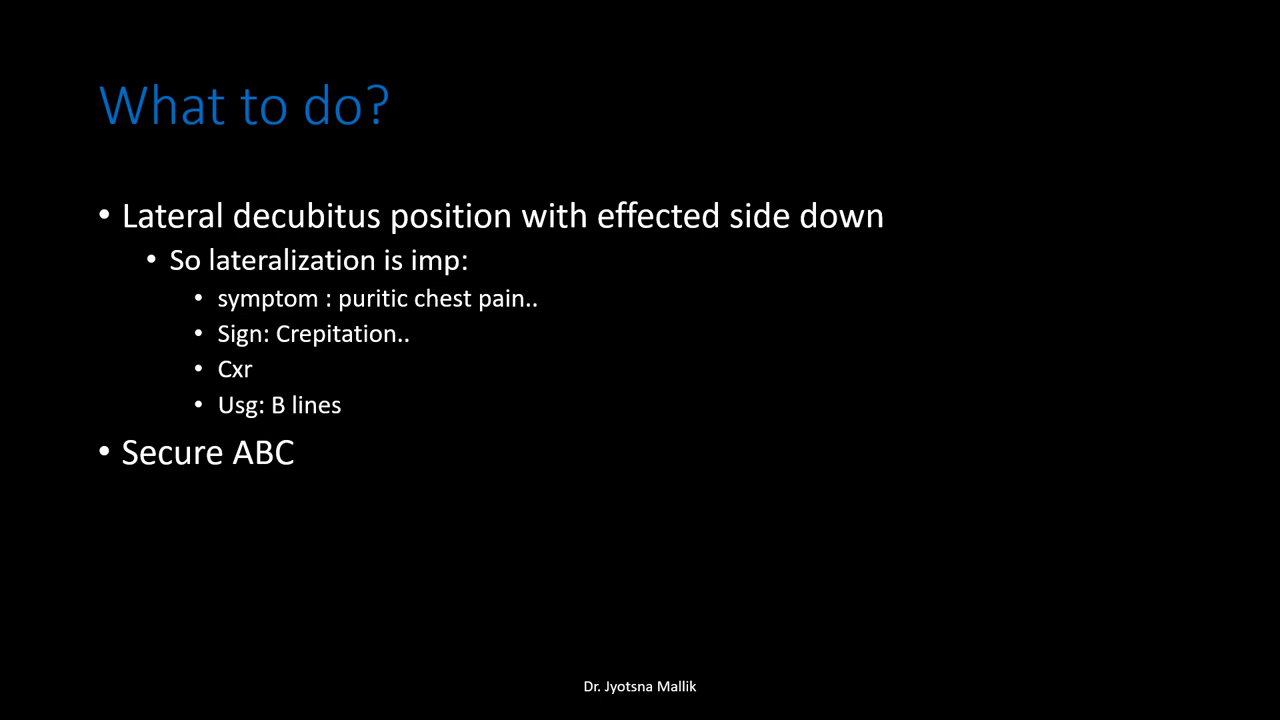 What to do?
• Lateral decubitus position with effected side down
• So lateralization is imp:
• symptom : puritic chest pain..
• Sign: Crepitation..
• Cxr
• Usg: B lines
• Secure ABC
Dr. Jyotsna Mallik